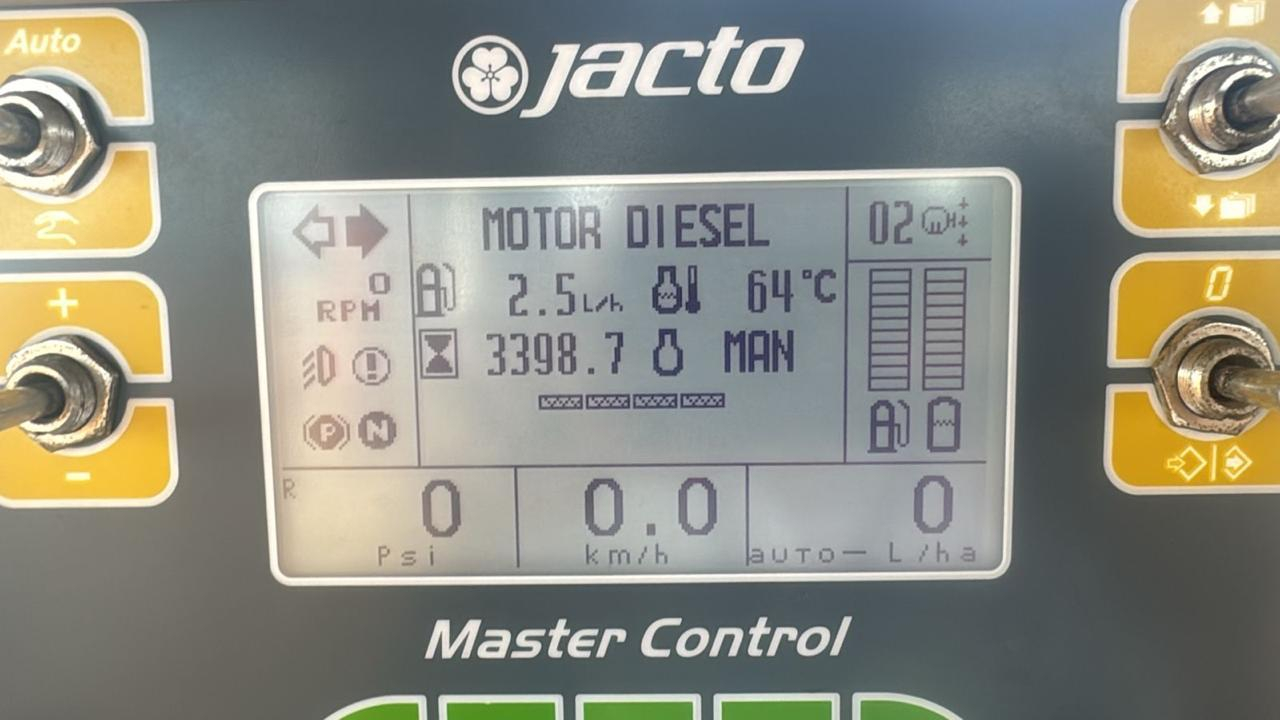 Auto
jacto
MOTOR DIESEL
02
0
RPM
2.5 L/h
64°C
3398.7
MAN
P
N
R
0
Psi
0.0
km/h
0
auto— L/ha
+
-
0
Master Control